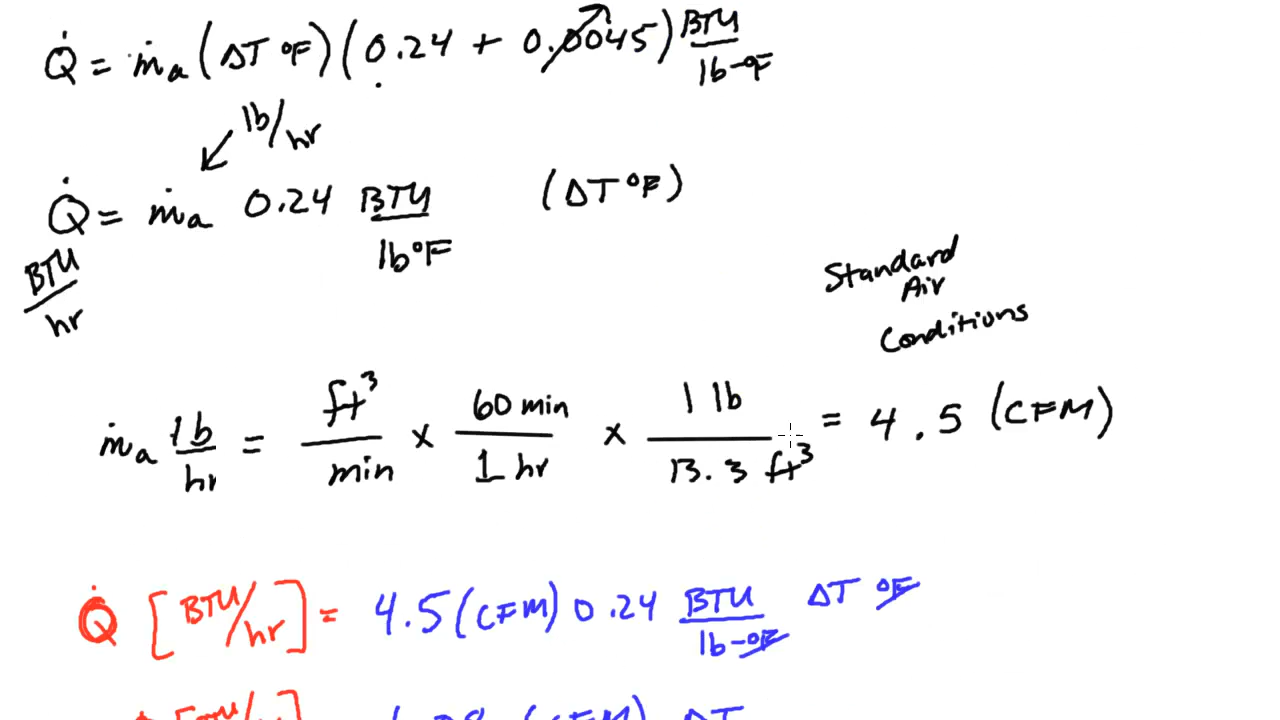 Q̇ = ṁa (ΔT °F)(0.24 + 0.0045) BTU/lb-°F
lb/hr
Q̇ = ṁa 0.24 BTU/lb°F (ΔT °F)
BTU/hr
Standard
Air
Conditions
ṁa lb/hr = ft³/min × 60 min/1 hr × 1 lb/13.3 ft³ = 4.5 (CFM)
Q̇ [BTU/hr] = 4.5 (CFM) 0.24 BTU/lb-°F ΔT °F
(CFM) ΔT